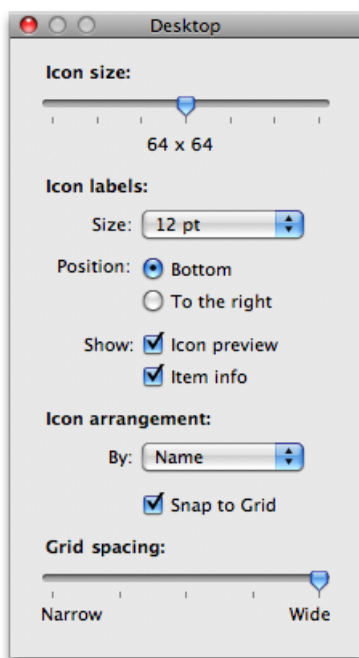 Desktop
Icon size:
64 x 64
Icon labels:
Size: 12 pt
Position: Bottom
To the right
Show: Icon preview
Item info
Icon arrangement:
By: Name
Snap to Grid
Grid spacing:
Narrow Wide